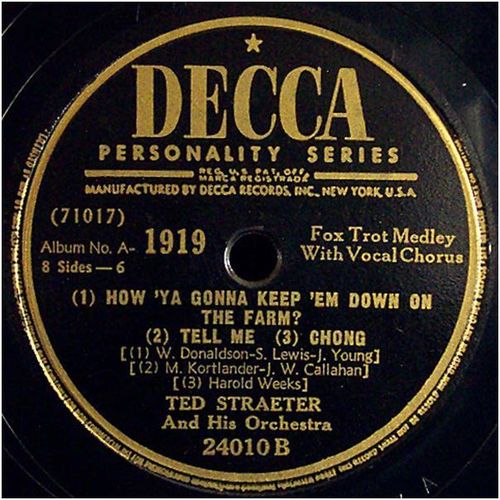 DECCA
PERSONALITY SERIES
REG. U.S. PAT. OFF.
MARCA REGISTRADA
MANUFACTURED BY DECCA RECORDS, INC., NEW YORK, U.S.A.
(71017)
Album No. A- 1919
8 Sides—6
Fox Trot Medley
With Vocal Chorus
(1) HOW 'YA GONNA KEEP 'EM DOWN ON
THE FARM?
(2) TELL ME (3) CHONG
[(1) W. Donaldson-S. Lewis-J. Young]
[(2) M. Kortlander-J. W. Callahan]
[(3) Harold Weeks]
TED STRAETER
And His Orchestra
24010 B